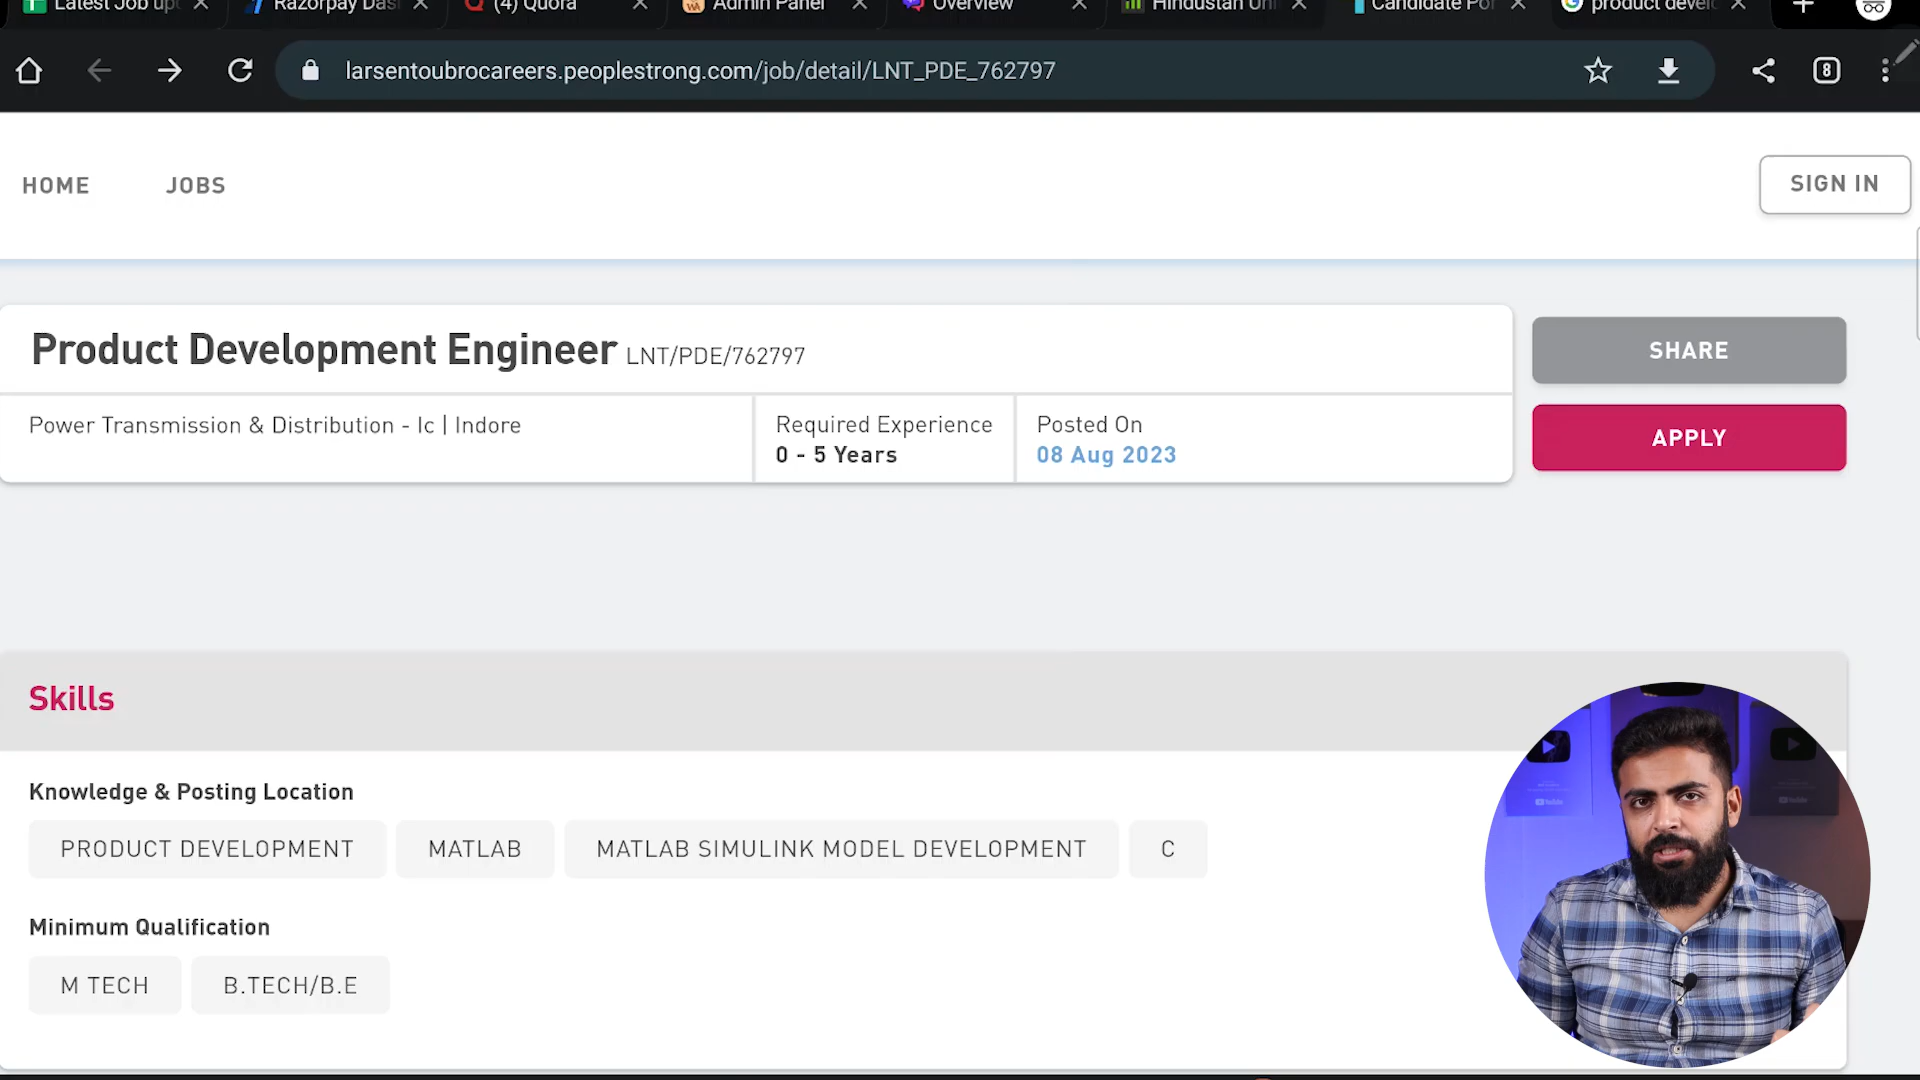 Latest Job up
Razorpay Das
(4) Quora
Admin Panel
Overview
Hindustan Uni
Candidate Por
product devel
larsentoubrocareers.peoplestrong.com/job/detail/LNT_PDE_762797
8
HOME
JOBS
SIGN IN
Product Development Engineer LNT/PDE/762797
SHARE
Power Transmission & Distribution - Ic | Indore
Required Experience
0 - 5 Years
Posted On
08 Aug 2023
APPLY
Skills
Knowledge & Posting Location
PRODUCT DEVELOPMENT
MATLAB
MATLAB SIMULINK MODEL DEVELOPMENT
C
Minimum Qualification
M TECH
B.TECH/B.E
YouTube
YouTube